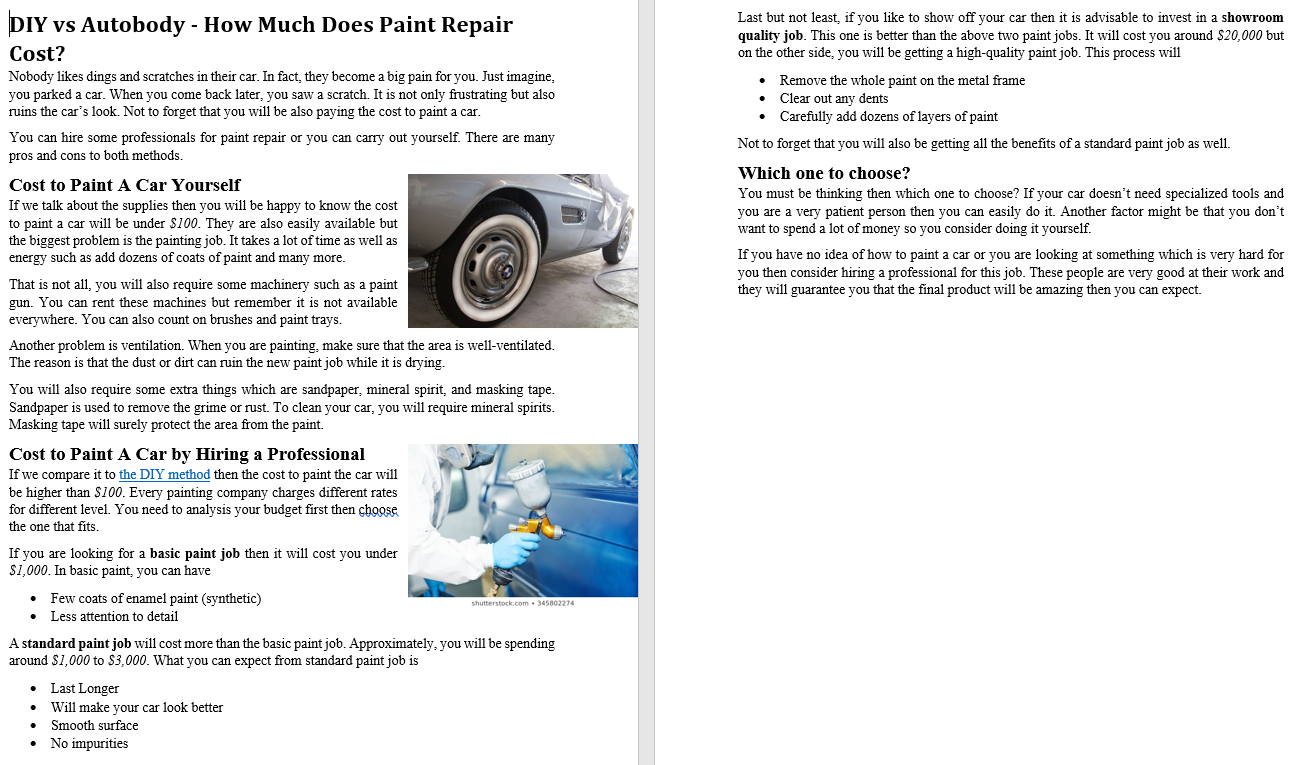 DIY vs Autobody - How Much Does Paint Repair
Cost?
Nobody likes dings and scratches in their car. In fact, they become a big pain for you. Just imagine,
you parked a car. When you come back later, you saw a scratch. It is not only frustrating but also
ruins the car’s look. Not to forget that you will be also paying the cost to paint a car.
You can hire some professionals for paint repair or you can carry out yourself. There are many
pros and cons to both methods.
Cost to Paint A Car Yourself
If we talk about the supplies then you will be happy to know the cost
to paint a car will be under $100. They are also easily available but
the biggest problem is the painting job. It takes a lot of time as well as
energy such as add dozens of coats of paint and many more.
That is not all, you will also require some machinery such as a paint
gun. You can rent these machines but remember it is not available
everywhere. You can also count on brushes and paint trays.
Another problem is ventilation. When you are painting, make sure that the area is well-ventilated.
The reason is that the dust or dirt can ruin the new paint job while it is drying.
You will also require some extra things which are sandpaper, mineral spirit, and masking tape.
Sandpaper is used to remove the grime or rust. To clean your car, you will require mineral spirits.
Masking tape will surely protect the area from the paint.
Cost to Paint A Car by Hiring a Professional
If we compare it to the DIY method then the cost to paint the car will
be higher than $100. Every painting company charges different rates
for different level. You need to analysis your budget first then choose
the one that fits.
If you are looking for a basic paint job then it will cost you under
$1,000. In basic paint, you can have
• Few coats of enamel paint (synthetic)
• Less attention to detail
shutterstock.com • 345802274
A standard paint job will cost more than the basic paint job. Approximately, you will be spending
around $1,000 to $3,000. What you can expect from standard paint job is
• Last Longer
• Will make your car look better
• Smooth surface
• No impurities
Last but not least, if you like to show off your car then it is advisable to invest in a showroom
quality job. This one is better than the above two paint jobs. It will cost you around $20,000 but
on the other side, you will be getting a high-quality paint job. This process will
• Remove the whole paint on the metal frame
• Clear out any dents
• Carefully add dozens of layers of paint
Not to forget that you will also be getting all the benefits of a standard paint job as well.
Which one to choose?
You must be thinking then which one to choose? If your car doesn’t need specialized tools and
you are a very patient person then you can easily do it. Another factor might be that you don’t
want to spend a lot of money so you consider doing it yourself.
If you have no idea of how to paint a car or you are looking at something which is very hard for
you then consider hiring a professional for this job. These people are very good at their work and
they will guarantee you that the final product will be amazing then you can expect.